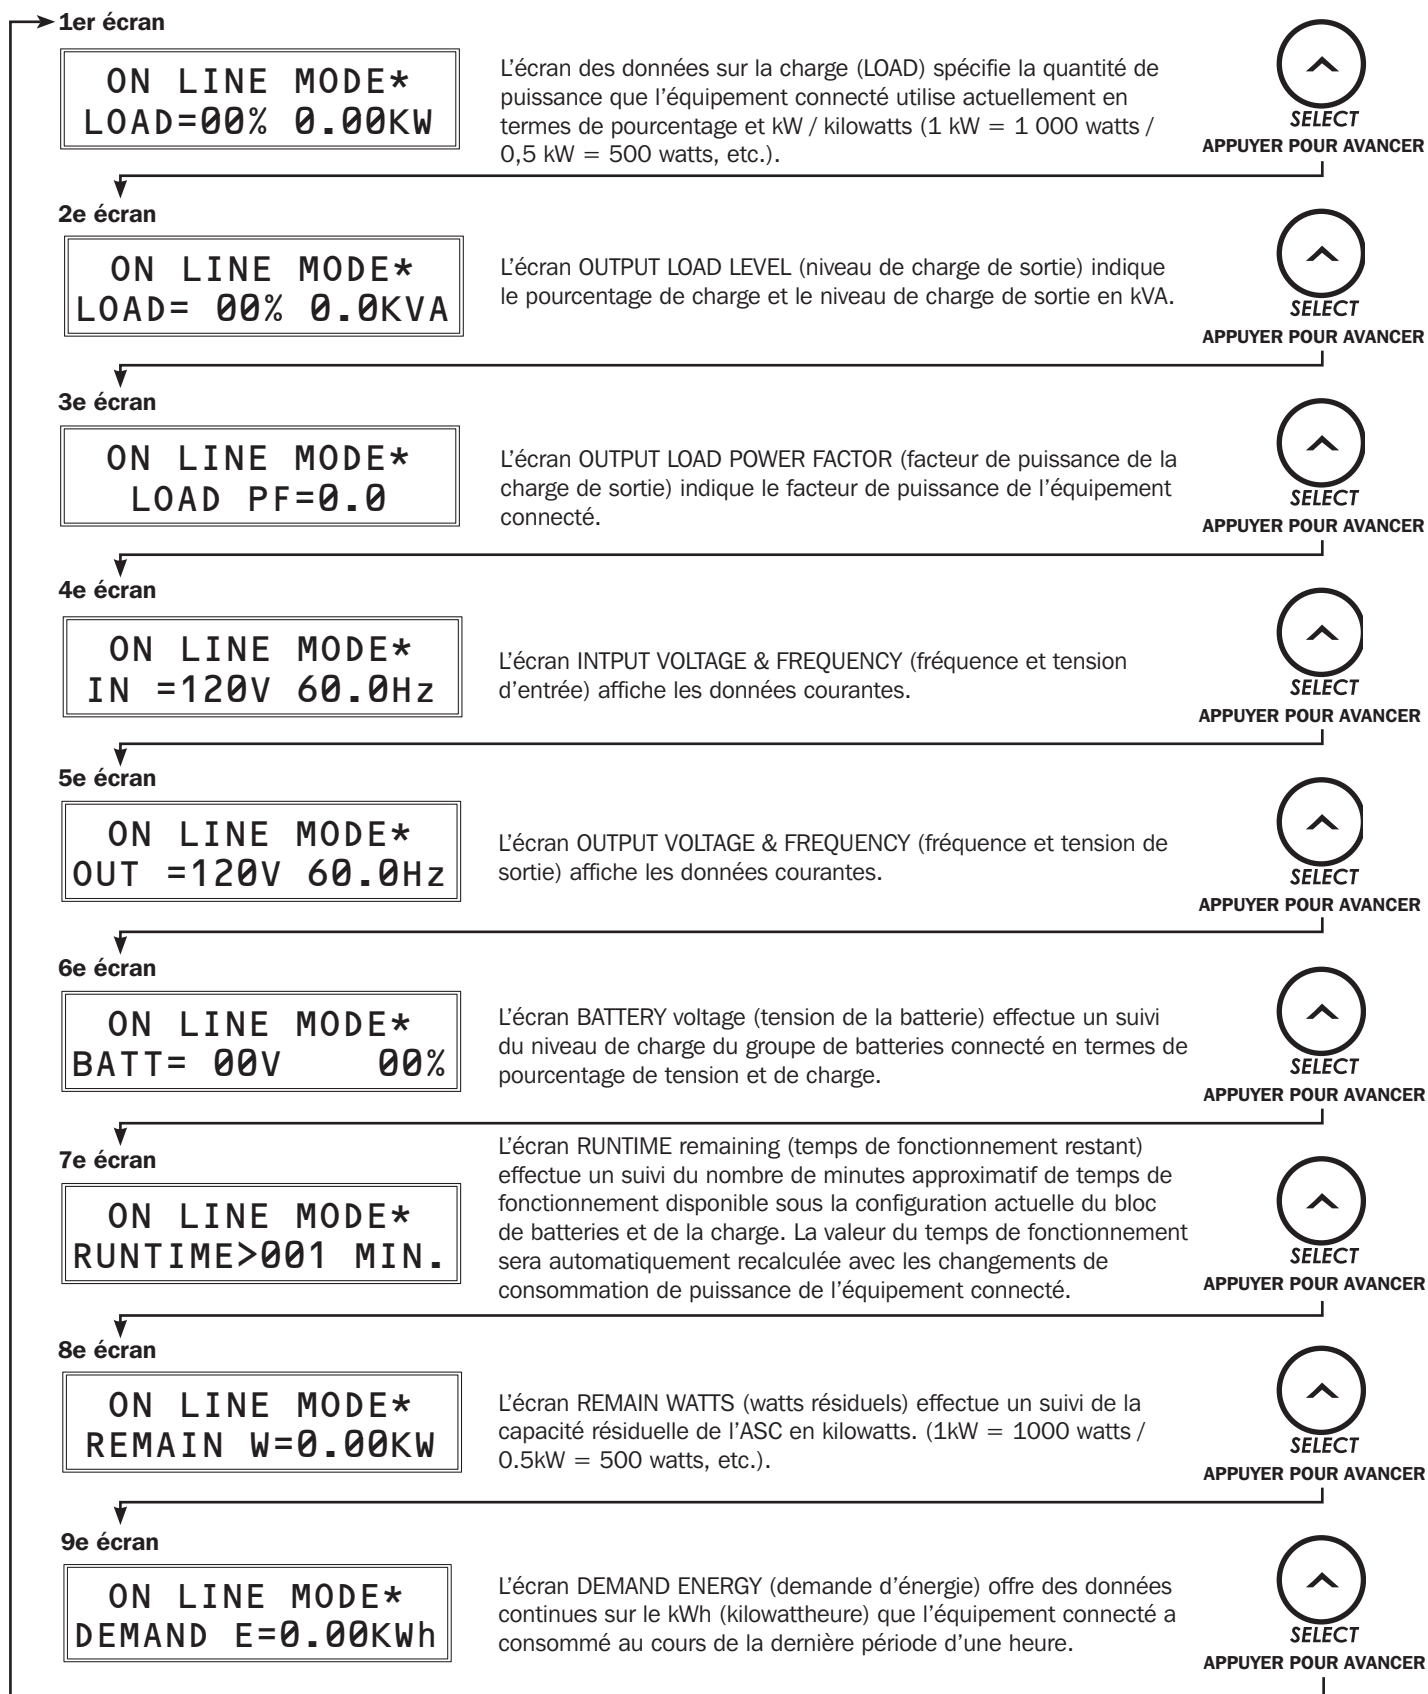 1er écran
ON LINE MODE*
LOAD=00% 0.00KW
L'écran des données sur la charge (LOAD) spécifie la quantité de
puissance que l'équipement connecté utilise actuellement en
termes de pourcentage et kW / kilowatts (1 kW = 1 000 watts /
0,5 kW = 500 watts, etc.).
SELECT
APPUYER POUR AVANCER
2e écran
ON LINE MODE*
LOAD= 00% 0.0KVA
L'écran OUTPUT LOAD LEVEL (niveau de charge de sortie) indique
le pourcentage de charge et le niveau de charge de sortie en kVA.
SELECT
APPUYER POUR AVANCER
3e écran
ON LINE MODE*
LOAD PF=0.0
L'écran OUTPUT LOAD POWER FACTOR (facteur de puissance de la
charge de sortie) indique le facteur de puissance de l'équipement
connecté.
SELECT
APPUYER POUR AVANCER
4e écran
ON LINE MODE*
IN =120V 60.0Hz
L'écran INTPUT VOLTAGE & FREQUENCY (fréquence et tension
d'entrée) affiche les données courantes.
SELECT
APPUYER POUR AVANCER
5e écran
ON LINE MODE*
OUT =120V 60.0Hz
L'écran OUTPUT VOLTAGE & FREQUENCY (fréquence et tension de
sortie) affiche les données courantes.
SELECT
APPUYER POUR AVANCER
6e écran
ON LINE MODE*
BATT= 00V 00%
L'écran BATTERY voltage (tension de la batterie) effectue un suivi
du niveau de charge du groupe de batteries connecté en termes de
pourcentage de tension et de charge.
SELECT
APPUYER POUR AVANCER
7e écran
ON LINE MODE*
RUNTIME>001 MIN.
L'écran RUNTIME remaining (temps de fonctionnement restant)
effectue un suivi du nombre de minutes approximatif de temps de
fonctionnement disponible sous la configuration actuelle du bloc
de batteries et de la charge. La valeur du temps de fonctionnement
sera automatiquement recalculée avec les changements de
consommation de puissance de l'équipement connecté.
SELECT
APPUYER POUR AVANCER
8e écran
ON LINE MODE*
REMAIN W=0.00KW
L'écran REMAIN WATTS (watts résiduels) effectue un suivi de la
capacité résiduelle de l'ASC en kilowatts. (1kW = 1000 watts /
0.5kW = 500 watts, etc.).
SELECT
APPUYER POUR AVANCER
9e écran
ON LINE MODE*
DEMAND E=0.00KWh
L'écran DEMAND ENERGY (demande d'énergie) offre des données
continues sur le kWh (kilowattheure) que l'équipement connecté a
consommé au cours de la dernière période d'une heure.
SELECT
APPUYER POUR AVANCER